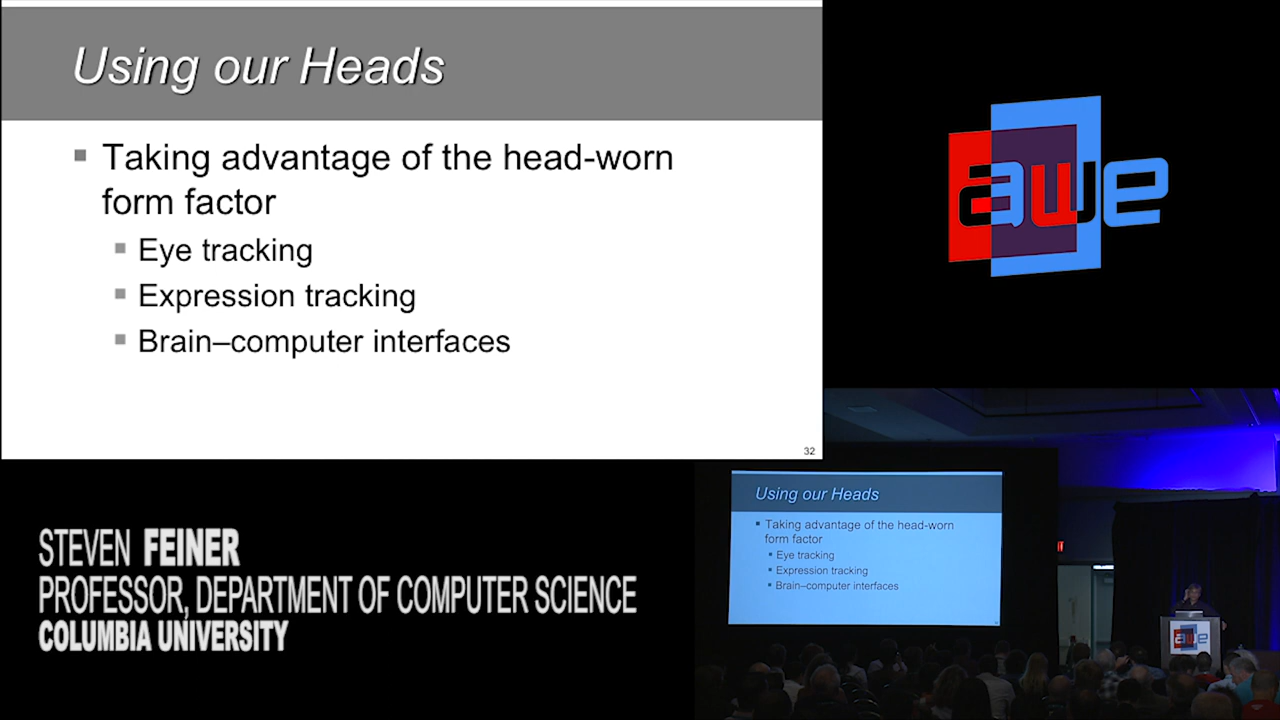 Using our Heads
Taking advantage of the head-worn
form factor
Eye tracking
Expression tracking
Brain–computer interfaces
32
awe
STEVEN FEINER
PROFESSOR, DEPARTMENT OF COMPUTER SCIENCE
COLUMBIA UNIVERSITY
Using our Heads
Taking advantage of the head-worn
form factor
Eye tracking
Expression tracking
Brain–computer interfaces
awe